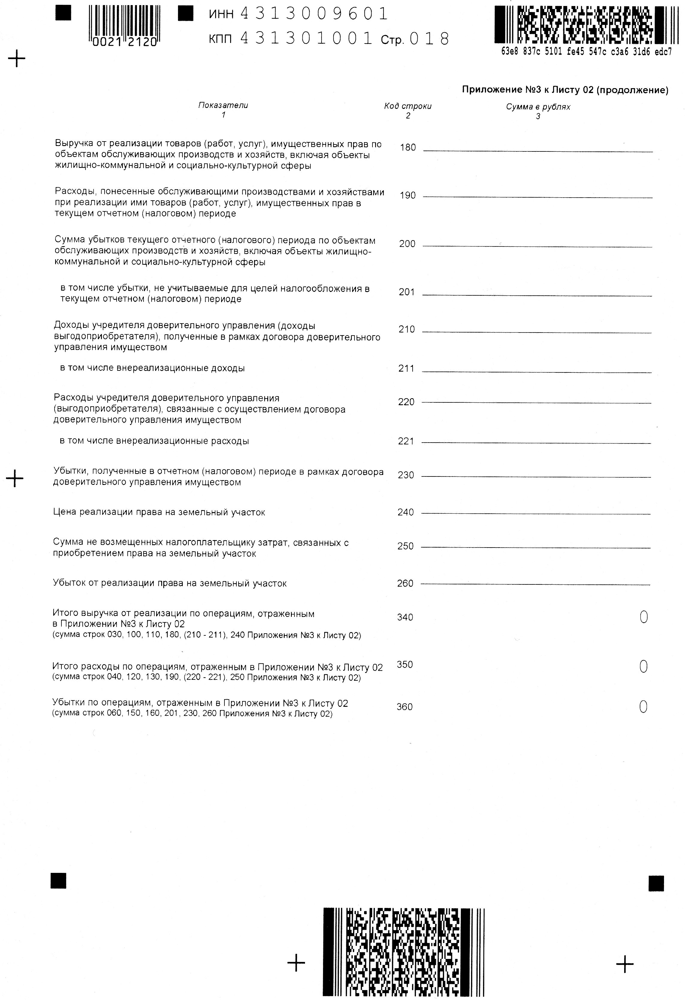 ИНН 4313009601
0021 2120
КПП 431301001 Стр. 018
63e8 837c 5101 fe45 547c c3a6 31d6 edc7
Приложение №3 к Листу 02 (продолжение)
Показатели Код строки Сумма в рублях
1 2 3
Выручка от реализации товаров (работ, услуг), имущественных прав по 180
объектам обслуживающих производств и хозяйств, включая объекты
жилищно-коммунальной и социально-культурной сферы
Расходы, понесенные обслуживающими производствами и хозяйствами 190
при реализации ими товаров (работ, услуг), имущественных прав в
текущем отчетном (налоговом) периоде
Сумма убытков текущего отчетного (налогового) периода по объектам 200
обслуживающих производств и хозяйств, включая объекты жилищно-
коммунальной и социально-культурной сферы
в том числе убытки, не учитываемые для целей налогообложения в 201
текущем отчетном (налоговом) периоде
Доходы учредителя доверительного управления (доходы 210
выгодоприобретателя), полученные в рамках договора доверительного
управления имуществом
в том числе внереализационные доходы 211
Расходы учредителя доверительного управления 220
(выгодоприобретателя), связанные с осуществлением договора
доверительного управления имуществом
в том числе внереализационные расходы 221
Убытки, полученные в отчетном (налоговом) периоде в рамках договора 230
доверительного управления имуществом
Цена реализации права на земельный участок 240
Сумма не возмещенных налогоплательщику затрат, связанных с 250
приобретением права на земельный участок
Убыток от реализации права на земельный участок 260
Итого выручка от реализации по операциям, отраженным 340 0
в Приложении №3 к Листу 02
(сумма строк 030, 100, 110, 180, (210 - 211), 240 Приложения №3 к Листу 02)
Итого расходы по операциям, отраженным в Приложении №3 к Листу 02 350 0
(сумма строк 040, 120, 130, 190, (220 - 221), 250 Приложения №3 к Листу 02)
Убытки по операциям, отраженным в Приложении №3 к Листу 02 360 0
(сумма строк 060, 150, 160, 201, 230, 260 Приложения №3 к Листу 02)